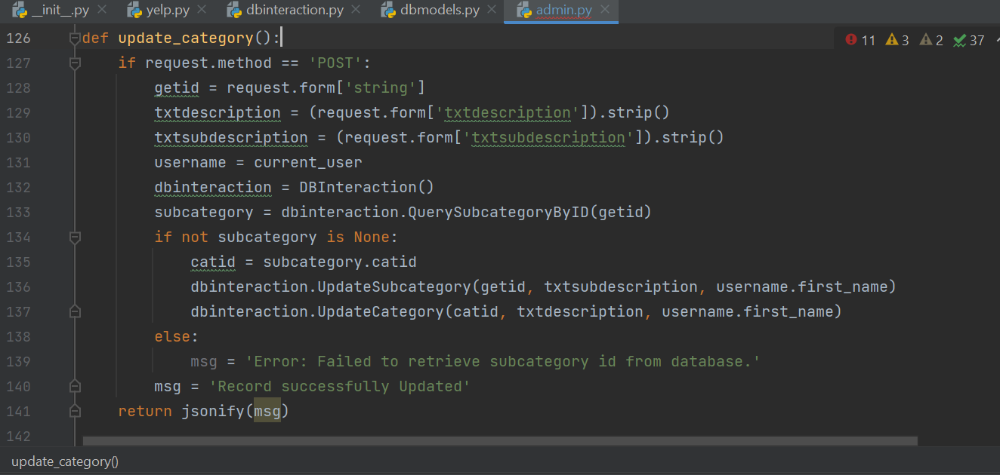 __init__.py yelp.py dbinteraction.py dbmodels.py admin.py
126 def update_category():
11 3 2 37
127 if request.method == 'POST':
128 getid = request.form['string']
129 txtdescription = (request.form['txtdescription']).strip()
130 txtsubdescription = (request.form['txtsubdescription']).strip()
131 username = current_user
132 dbinteraction = DBInteraction()
133 subcategory = dbinteraction.QuerySubcategoryByID(getid)
134 if not subcategory is None:
135 catid = subcategory.catid
136 dbinteraction.UpdateSubcategory(getid, txtsubdescription, username.first_name)
137 dbinteraction.UpdateCategory(catid, txtdescription, username.first_name)
138 else:
139 msg = 'Error: Failed to retrieve subcategory id from database.'
140 msg = 'Record successfully Updated'
141 return jsonify(msg)
142
update_category()